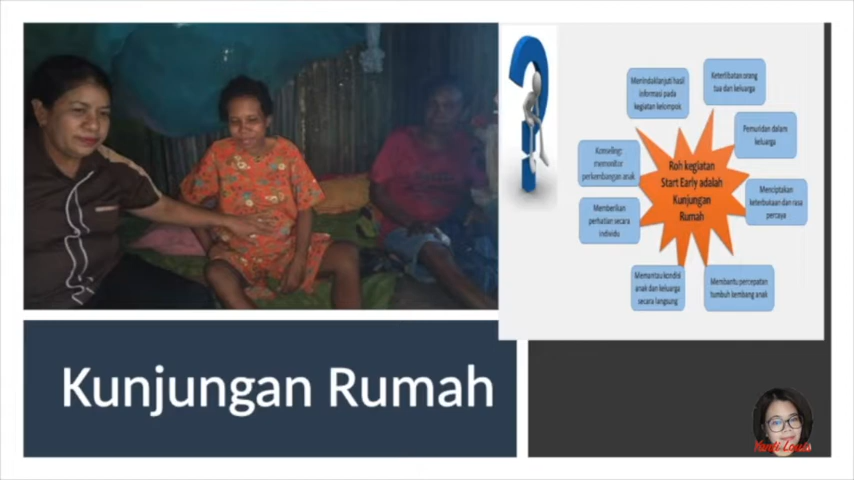 Menindaklanjuti hasil
informasi pada
kegiatan kelompok
Keterlibatan orang
tua dan keluarga
Pemuridan dalam
keluarga
Menciptakan
keterbukaan dan rasa
percaya
Membantu percepatan
tumbuh kembang anak
Memantau kondisi
anak dan keluarga
secara langsung
Memberikan
perhatian secara
individu
Konseling:
memonitor
perkembangan anak
Roh kegiatan
Start Early adalah
Kunjungan
Rumah
Kunjungan Rumah